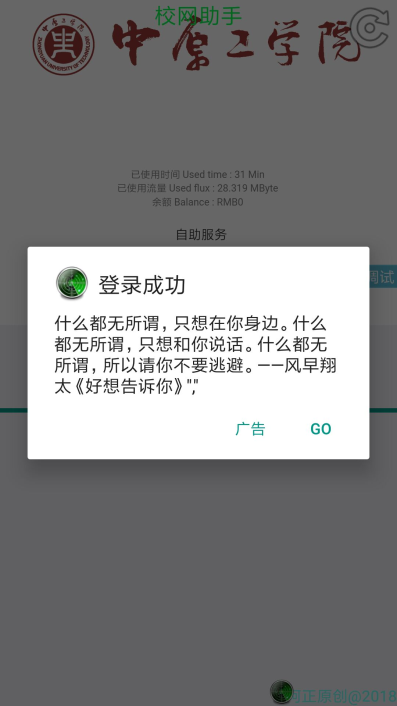 校网助手
中原工学院
已使用时间 Used time : 31 Min
已使用流量 Used flux : 28.319 MByte
余额 Balance : RMB0
自助服务
调试
登录成功
什么都无所谓，只想在你身边。什么
都无所谓，只想和你说话。什么都无
所谓，所以请你不要逃避。——风早翔
太《好想告诉你》","
广告
GO
正原创@2018